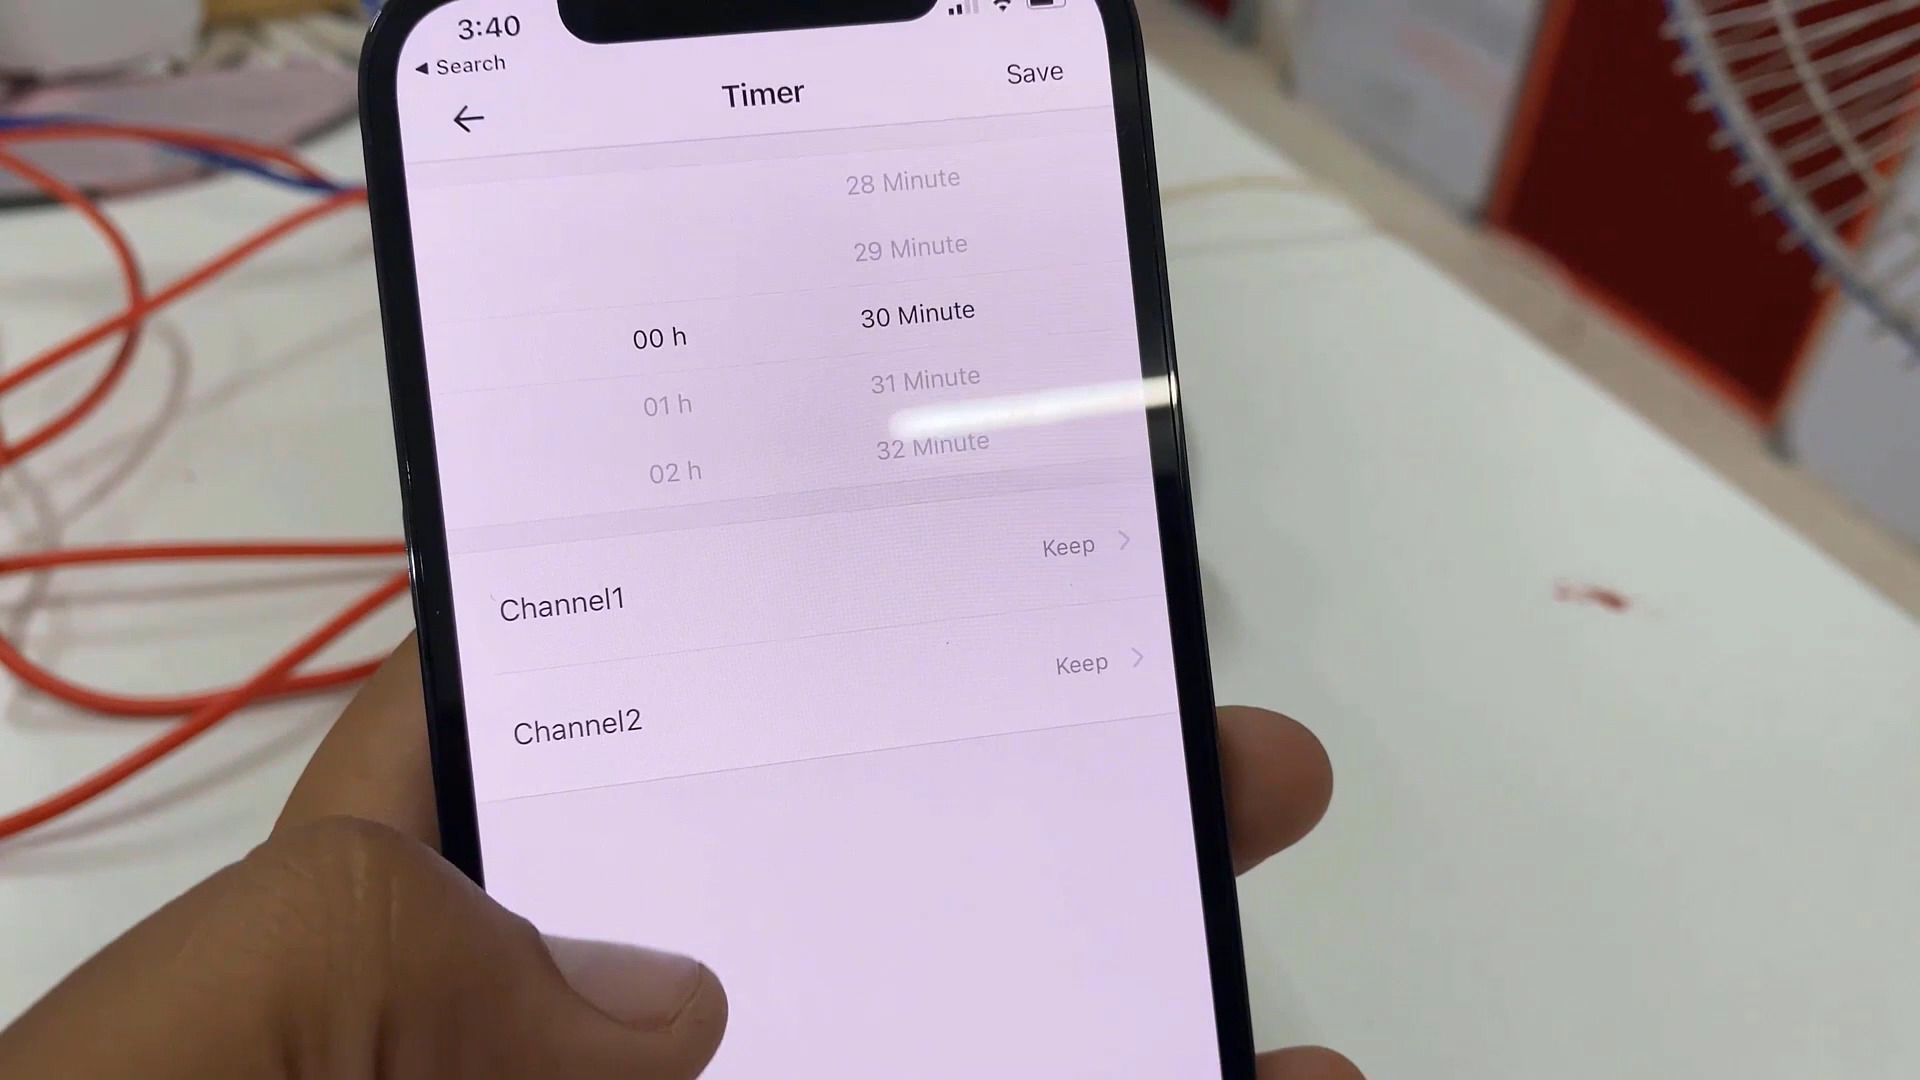 3:40
◀ Search
Timer
Save
28 Minute
29 Minute
00 h
30 Minute
01 h
31 Minute
02 h
32 Minute
Channel1
Keep
Channel2
Keep